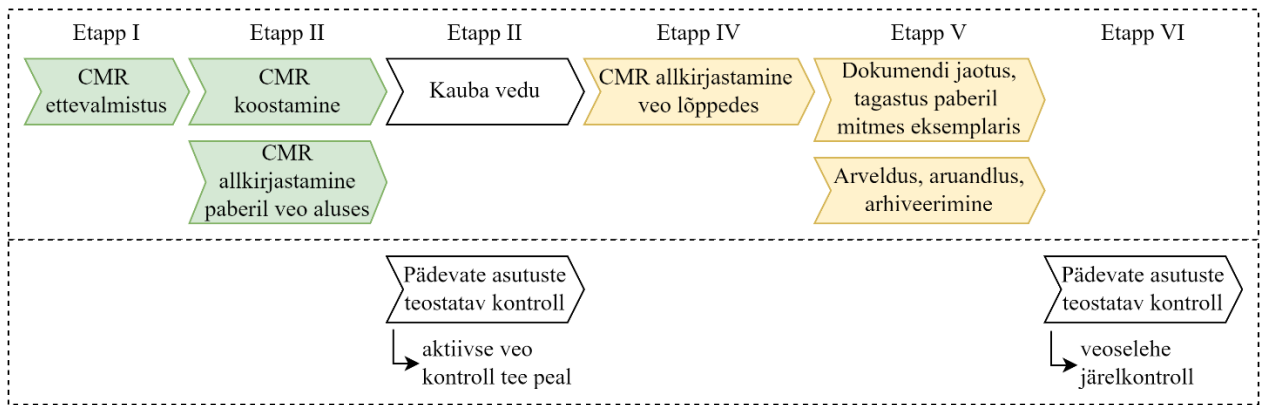 Etapp I
Etapp II
Etapp II
Etapp IV
Etapp V
Etapp VI
CMR
ettevalmistus
CMR
koostamine
Kauba vedu
CMR allkirjastamine
veo lõppedes
Dokumendi jaotus,
tagastus paberil
mitmes eksemplaris
CMR
allkirjastamine
paberil veo aluses
Arveldus, aruandlus,
arhiveerimine
Pädevate asutuste
teostatav kontroll
aktiivse veo
kontroll tee peal
Pädevate asutuste
teostatav kontroll
veoselehe
järelkontroll